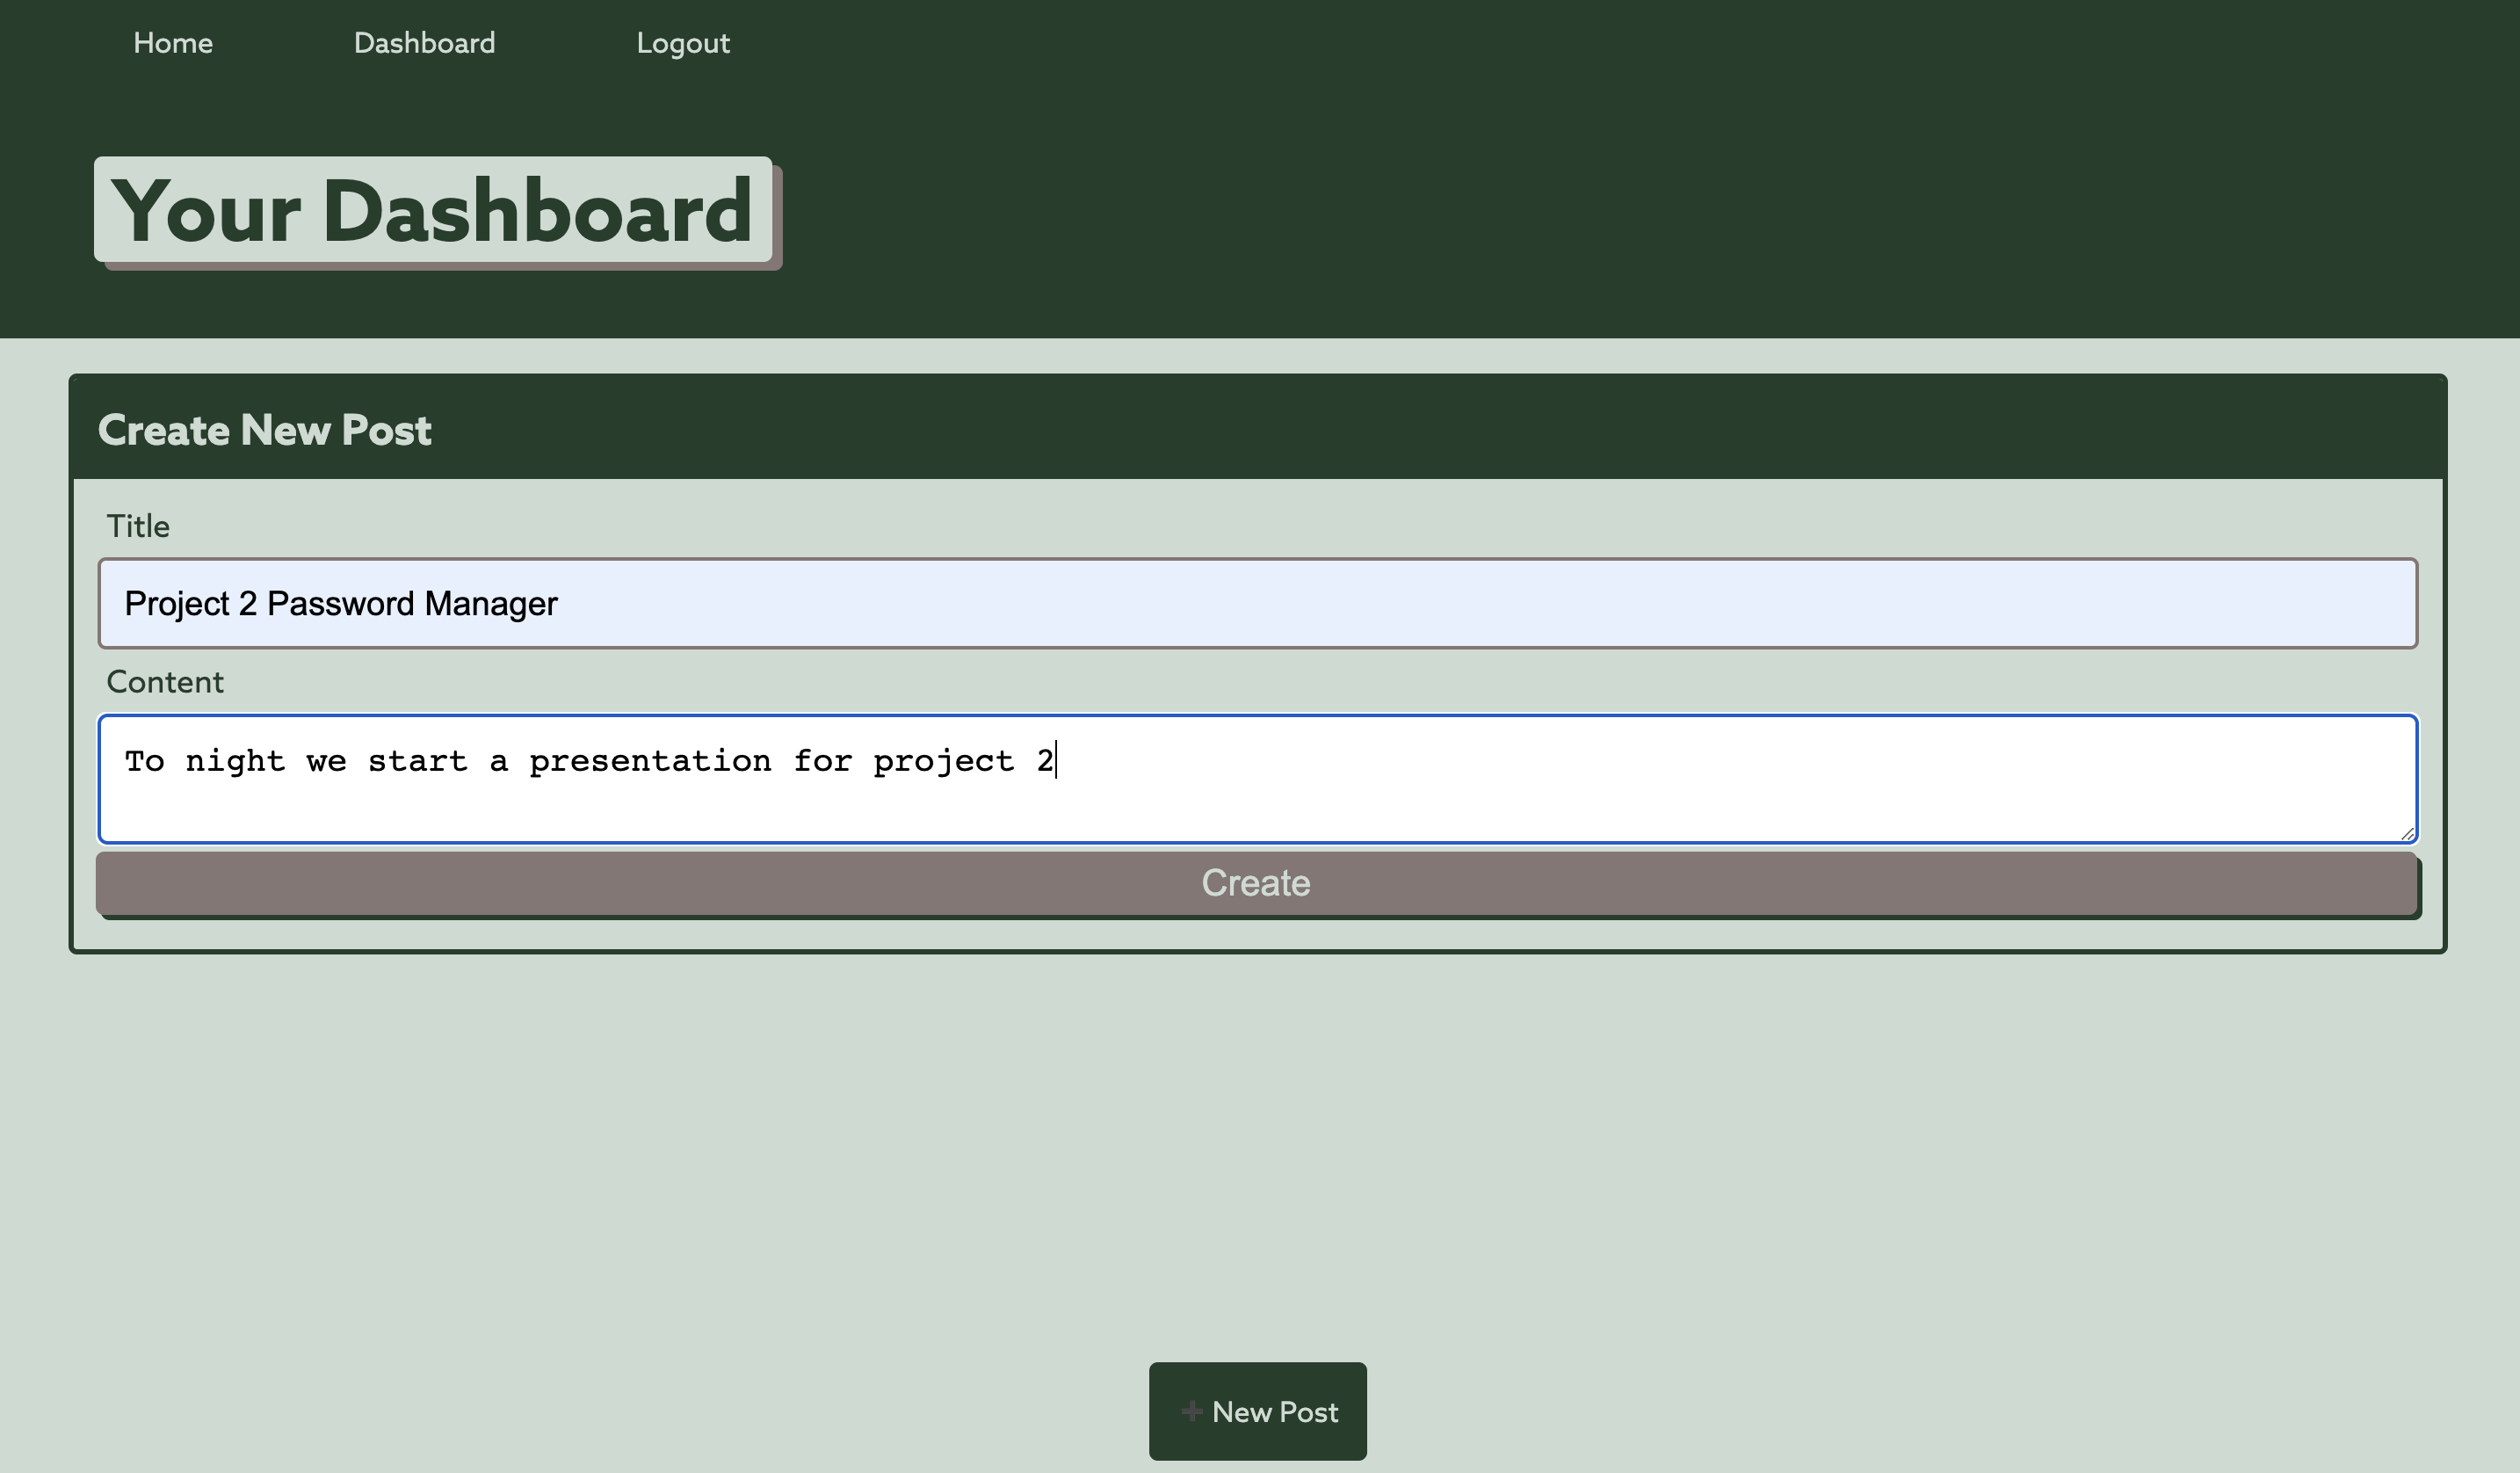 Home Dashboard Logout
Your Dashboard
Create New Post
Title
Project 2 Password Manager
Content
To night we start a presentation for project 2
Create
+ New Post